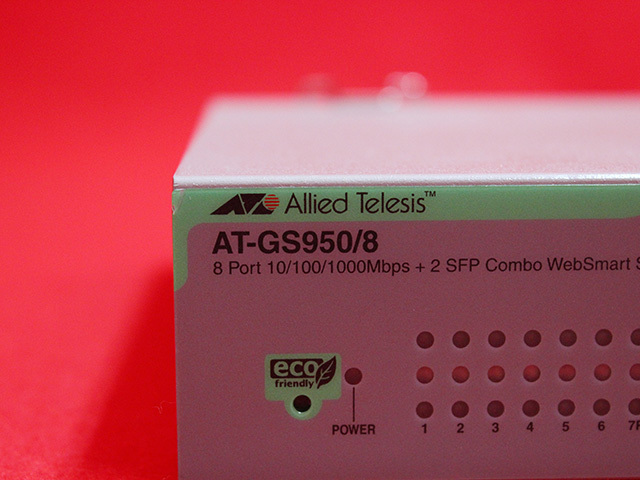 Allied Telesis™
AT-GS950/8
8 Port 10/100/1000Mbps + 2 SFP Combo WebSmart S
eco
friendly
POWER
1 2 3 4 5 6 7